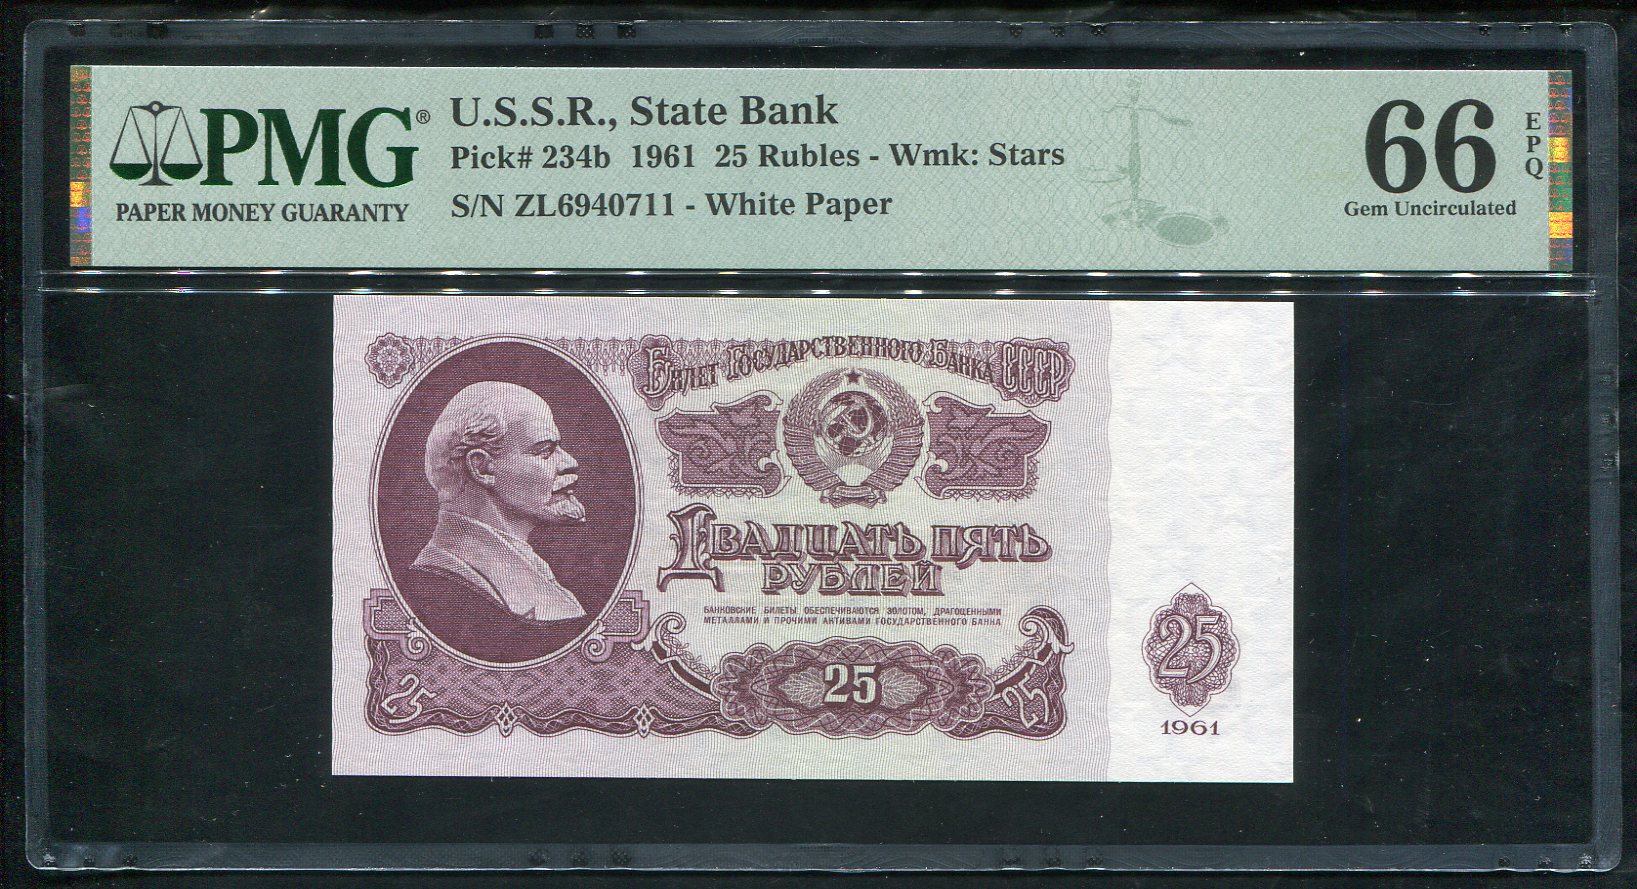 PMG®
PAPER MONEY GUARANTY
U.S.S.R., State Bank
Pick# 234b 1961 25 Rubles - Wmk: Stars
S/N ZL6940711 - White Paper
66
EPQ
Gem Uncirculated
Билет Государственного Банка СССР
Двадцать пять
рублей
БАНКОВСКИЕ БИЛЕТЫ ОБЕСПЕЧИВАЮТСЯ ЗОЛОТОМ, ДРАГОЦЕННЫМИ
МЕТАЛЛАМИ И ПРОЧИМИ АКТИВАМИ ГОСУДАРСТВЕННОГО БАНКА
25
25
25
25
1961